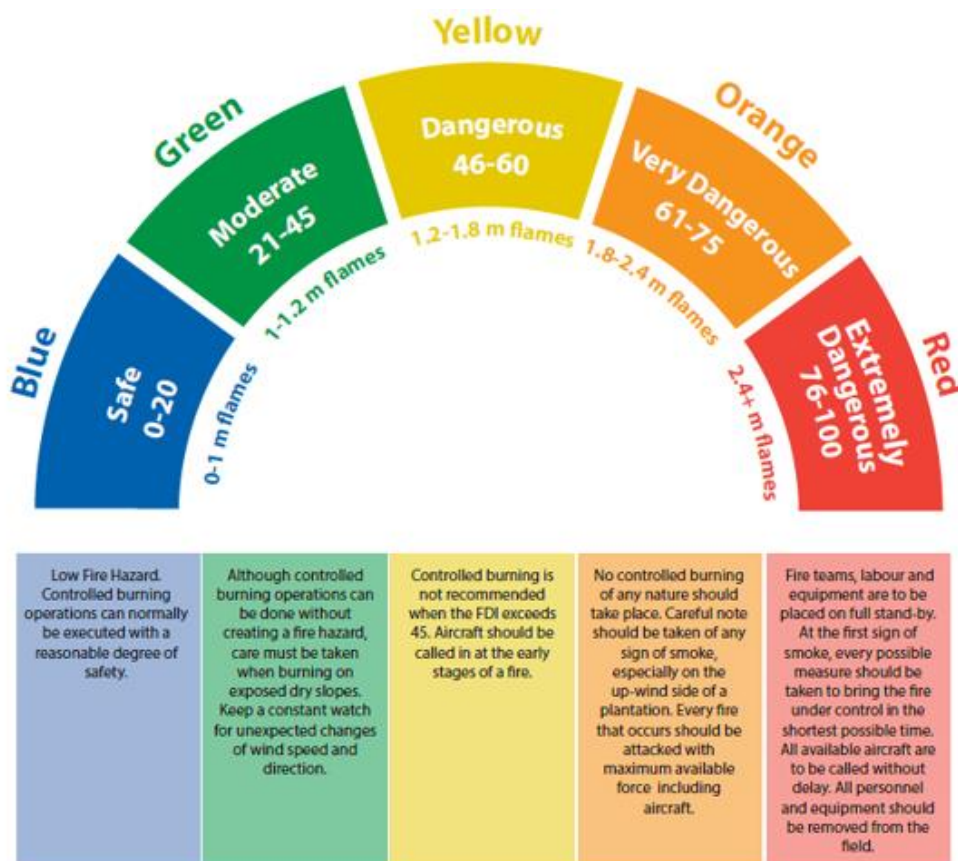 Yellow
Green
Orange
Blue
Red
Dangerous
46-60
Moderate
21-45
Very Dangerous
61-75
Safe
0-20
Extremely
Dangerous
76-100
0-1 m flames
1-1.2 m flames
1.2-1.8 m flames
1.8-2.4 m flames
2.4+ m flames
Low Fire Hazard.
Controlled burning
operations can normally
be executed with a
reasonable degree of
safety.
Although controlled
burning operations can
be done without
creating a fire hazard,
care must be taken
when burning on
exposed dry slopes.
Keep a constant watch
for unexpected changes
of wind speed and
direction.
Controlled burning is
not recommended
when the FDI exceeds
45. Aircraft should be
called in at the early
stages of a fire.
No controlled burning
of any nature should
take place. Careful note
should be taken of any
sign of smoke,
especially on the
up-wind side of a
plantation. Every fire
that occurs should be
attacked with
maximum available
force including
aircraft.
Fire teams, labour and
equipment are to be
placed on full stand-by.
At the first sign of
smoke, every possible
measure should be
taken to bring the fire
under control in the
shortest possible time.
All available aircraft are
to be called without
delay. All personnel
and equipment should
be removed from the
field.